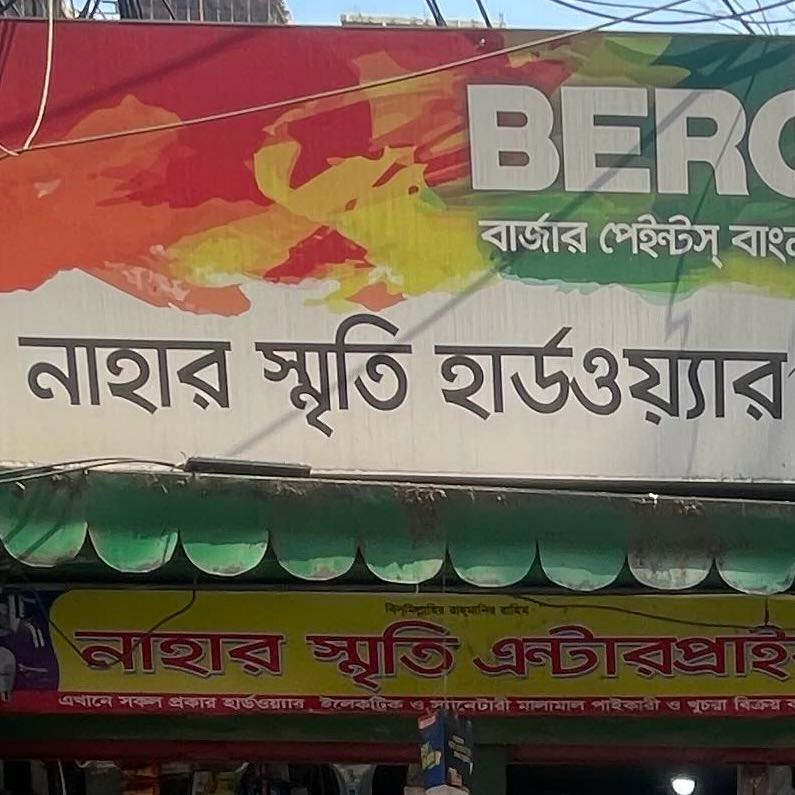 BERG
বার্জার পেইন্টস্ বাংল
নাহার স্মৃতি হার্ডওয়্যার
বিস্‌মিল্লাহির রাহ্‌মানির রাহিম
নাহার স্মৃতি এন্টারপ্রাই
এখানে সকল প্রকার হার্ডওয়্যার ইলেকট্রিক ও স্যানেটারী মালামাল পাইকারী ও খুচরা বিক্রয়